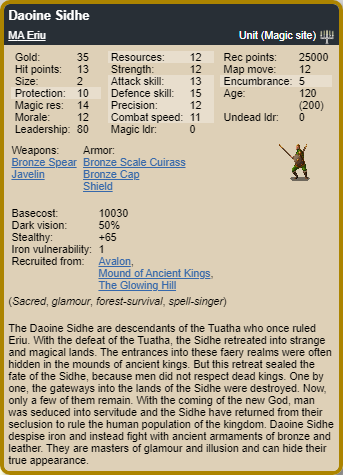 Daoine Sidhe
MA Eriu Unit (Magic site)
Gold: 35 Resources: 12 Rec points: 25000
Hit points: 13 Strength: 12 Map move: 12
Size: 2 Attack skill: 13 Encumbrance: 5
Protection: 10 Defence skill: 15 Age: 120
Magic res: 14 Precision: 12 (200)
Morale: 12 Combat speed: 11 Undead ldr: 0
Leadership: 80 Magic ldr: 0
Weapons: Armor:
Bronze Spear Bronze Scale Cuirass
Javelin Bronze Cap
Shield
Basecost: 10030
Dark vision: 50%
Stealthy: +65
Iron vulnerability: 1
Recruited from: Avalon,
Mound of Ancient Kings,
The Glowing Hill
(Sacred, glamour, forest-survival, spell-singer)
The Daoine Sidhe are descendants of the Tuatha who once ruled
Eriu. With the defeat of the Tuatha, the Sidhe retreated into strange
and magical lands. The entrances into these faery realms were often
hidden in the mounds of ancient kings. But this retreat sealed the
fate of the Sidhe, because men did not respect dead kings. One by
one, the gateways into the lands of the Sidhe were destroyed. Now,
only a few of them remain. With the coming of the new God, man
was seduced into servitude and the Sidhe have returned from their
seclusion to rule the human population of the kingdom. Daoine Sidhe
despise iron and instead fight with ancient armaments of bronze and
leather. They are masters of glamour and illusion and can hide their
true appearance.